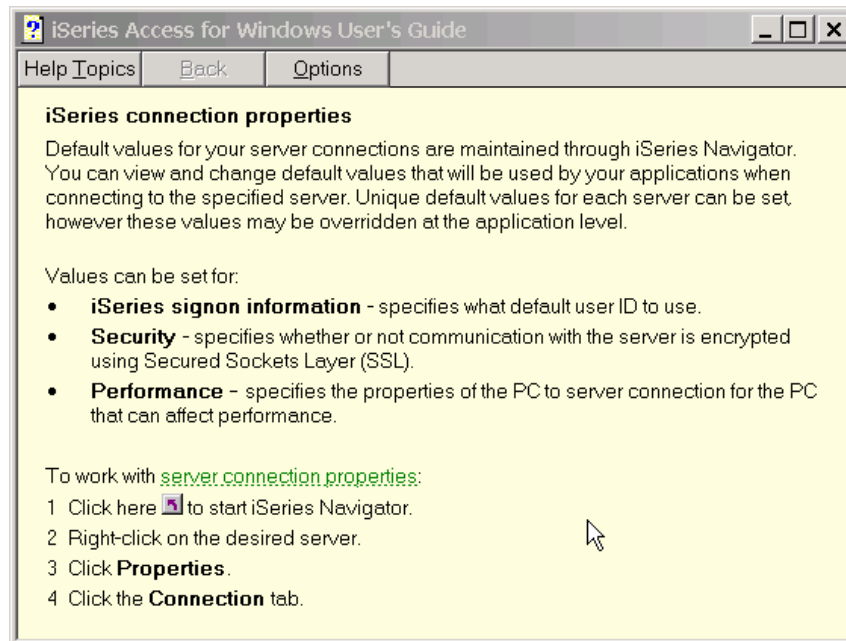 iSeries Access for Windows User's Guide
Help Topics Back Options
iSeries connection properties
Default values for your server connections are maintained through iSeries Navigator.
You can view and change default values that will be used by your applications when
connecting to the specified server. Unique default values for each server can be set,
however these values may be overridden at the application level.
Values can be set for:
• iSeries signon information - specifies what default user ID to use.
• Security - specifies whether or not communication with the server is encrypted
using Secured Sockets Layer (SSL).
• Performance – specifies the properties of the PC to server connection for the PC
that can affect performance.
To work with server connection properties:
1 Click here to start iSeries Navigator.
2 Right-click on the desired server.
3 Click Properties.
4 Click the Connection tab.